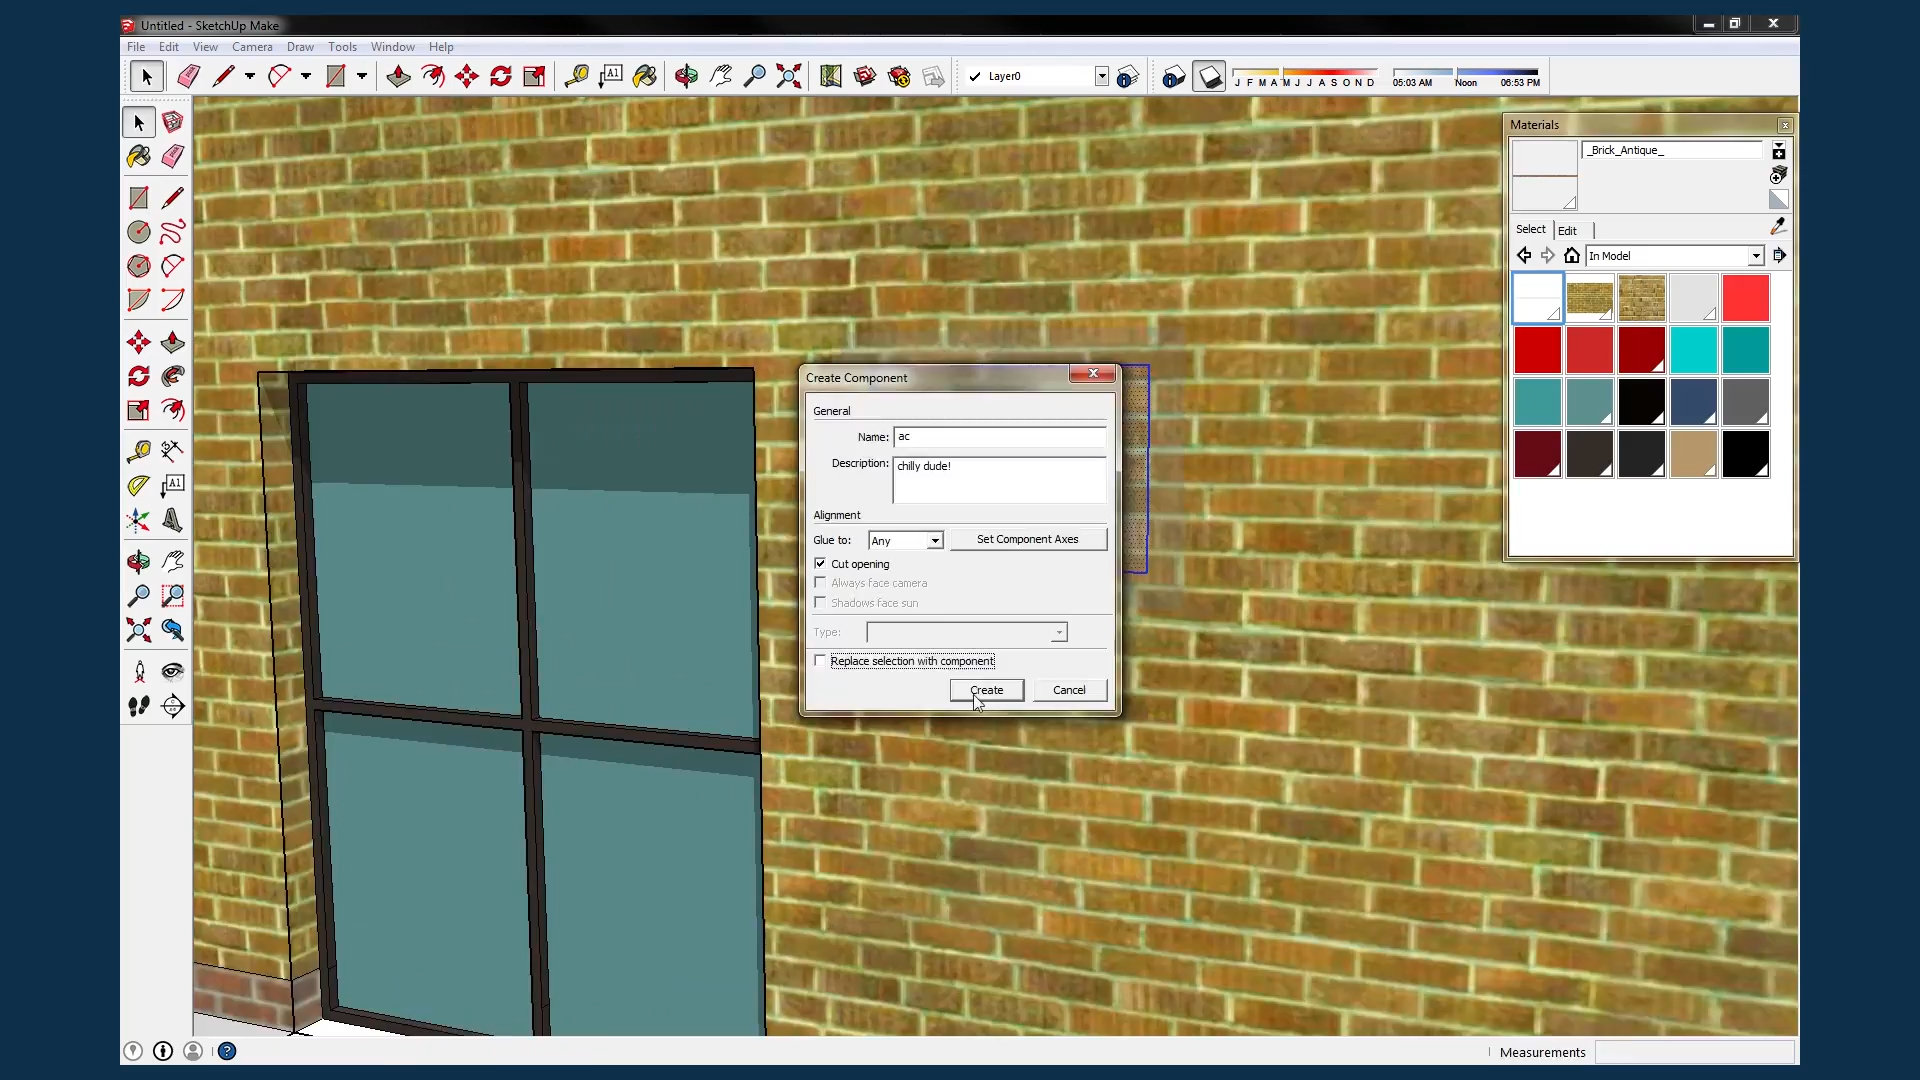 Untitled - SketchUp Make
File Edit View Camera Draw Tools Window Help
A1
Layer0
J F M A M J J A S O N D
05:03 AM Noon 06:53 PM
Materials
_Brick_Antique_
Select Edit
In Model
Create Component
General
Name: ac
Description: chilly dude!
Alignment
Glue to: Any Set Component Axes
Cut opening
Always face camera
Shadows face sun
Type:
Replace selection with component
Create Cancel
A1
Measurements